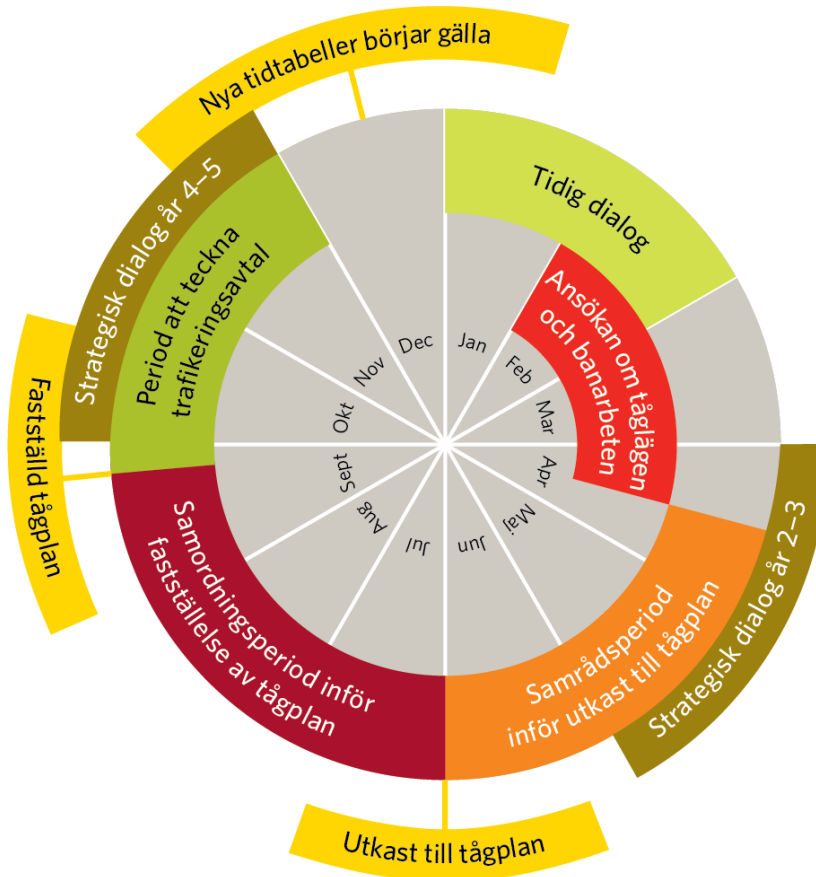 Nya tidtabeller börjar gälla
Tidig dialog
Ansökan om tåglägen
och banarbeten
Strategisk dialog år 2–3
Samrådsperiod
inför utkast till tågplan
Utkast till tågplan
Samordningsperiod inför
fastställelse av tågplan
Fastställd tågplan
Strategisk dialog år 4–5
Period att teckna
trafikeringsavtal
Jan
Feb
Mar
Apr
Maj
Jun
Jul
Aug
Sept
Okt
Nov
Dec